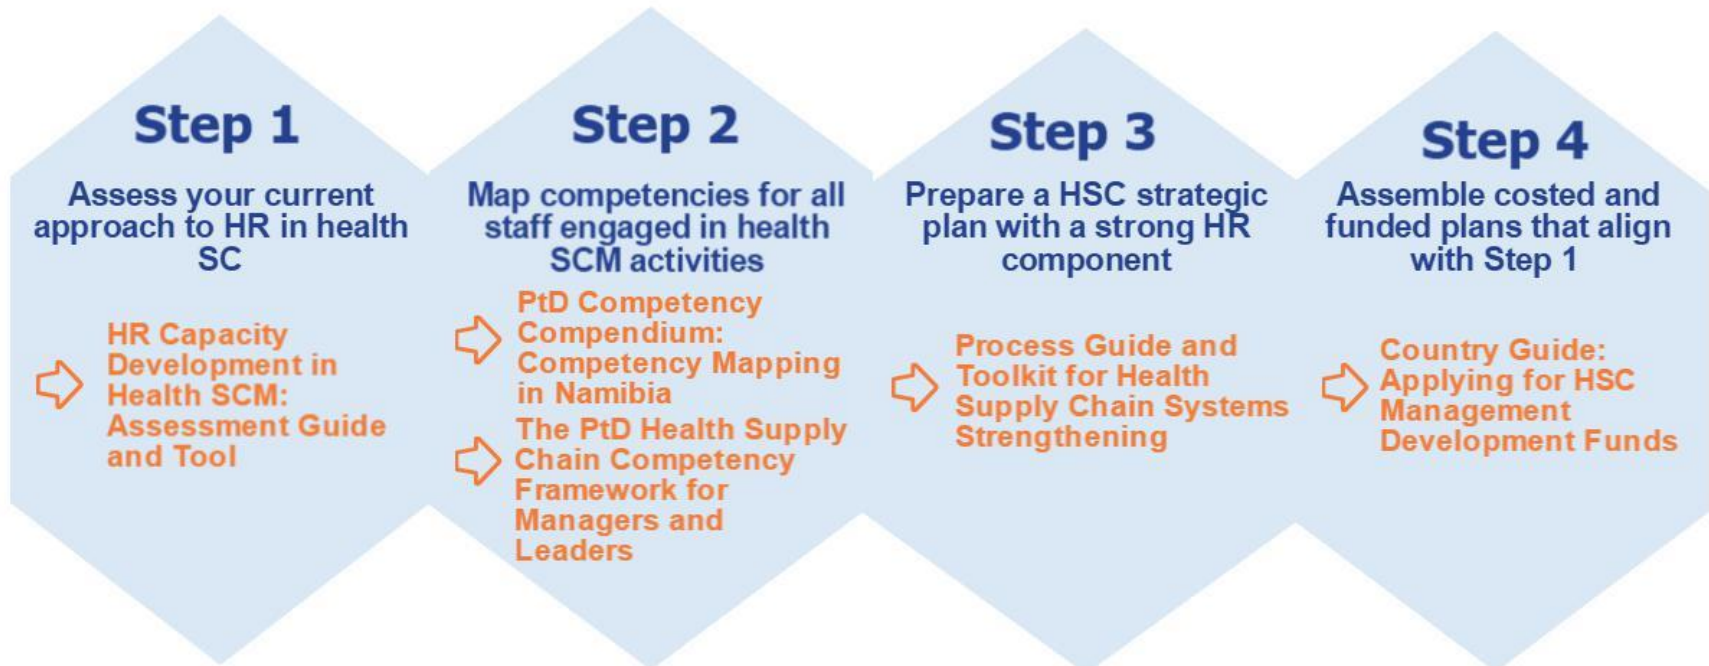 Step 1
Assess your current
approach to HR in health
SC
HR Capacity
Development in
Health SCM:
Assessment Guide
and Tool
Step 2
Map competencies for all
staff engaged in health
SCM activities
PtD Competency
Compendium:
Competency Mapping
in Namibia
The PtD Health Supply
Chain Competency
Framework for
Managers and
Leaders
Step 3
Prepare a HSC strategic
plan with a strong HR
component
Process Guide and
Toolkit for Health
Supply Chain Systems
Strengthening
Step 4
Assemble costed and
funded plans that align
with Step 1
Country Guide:
Applying for HSC
Management
Development Funds